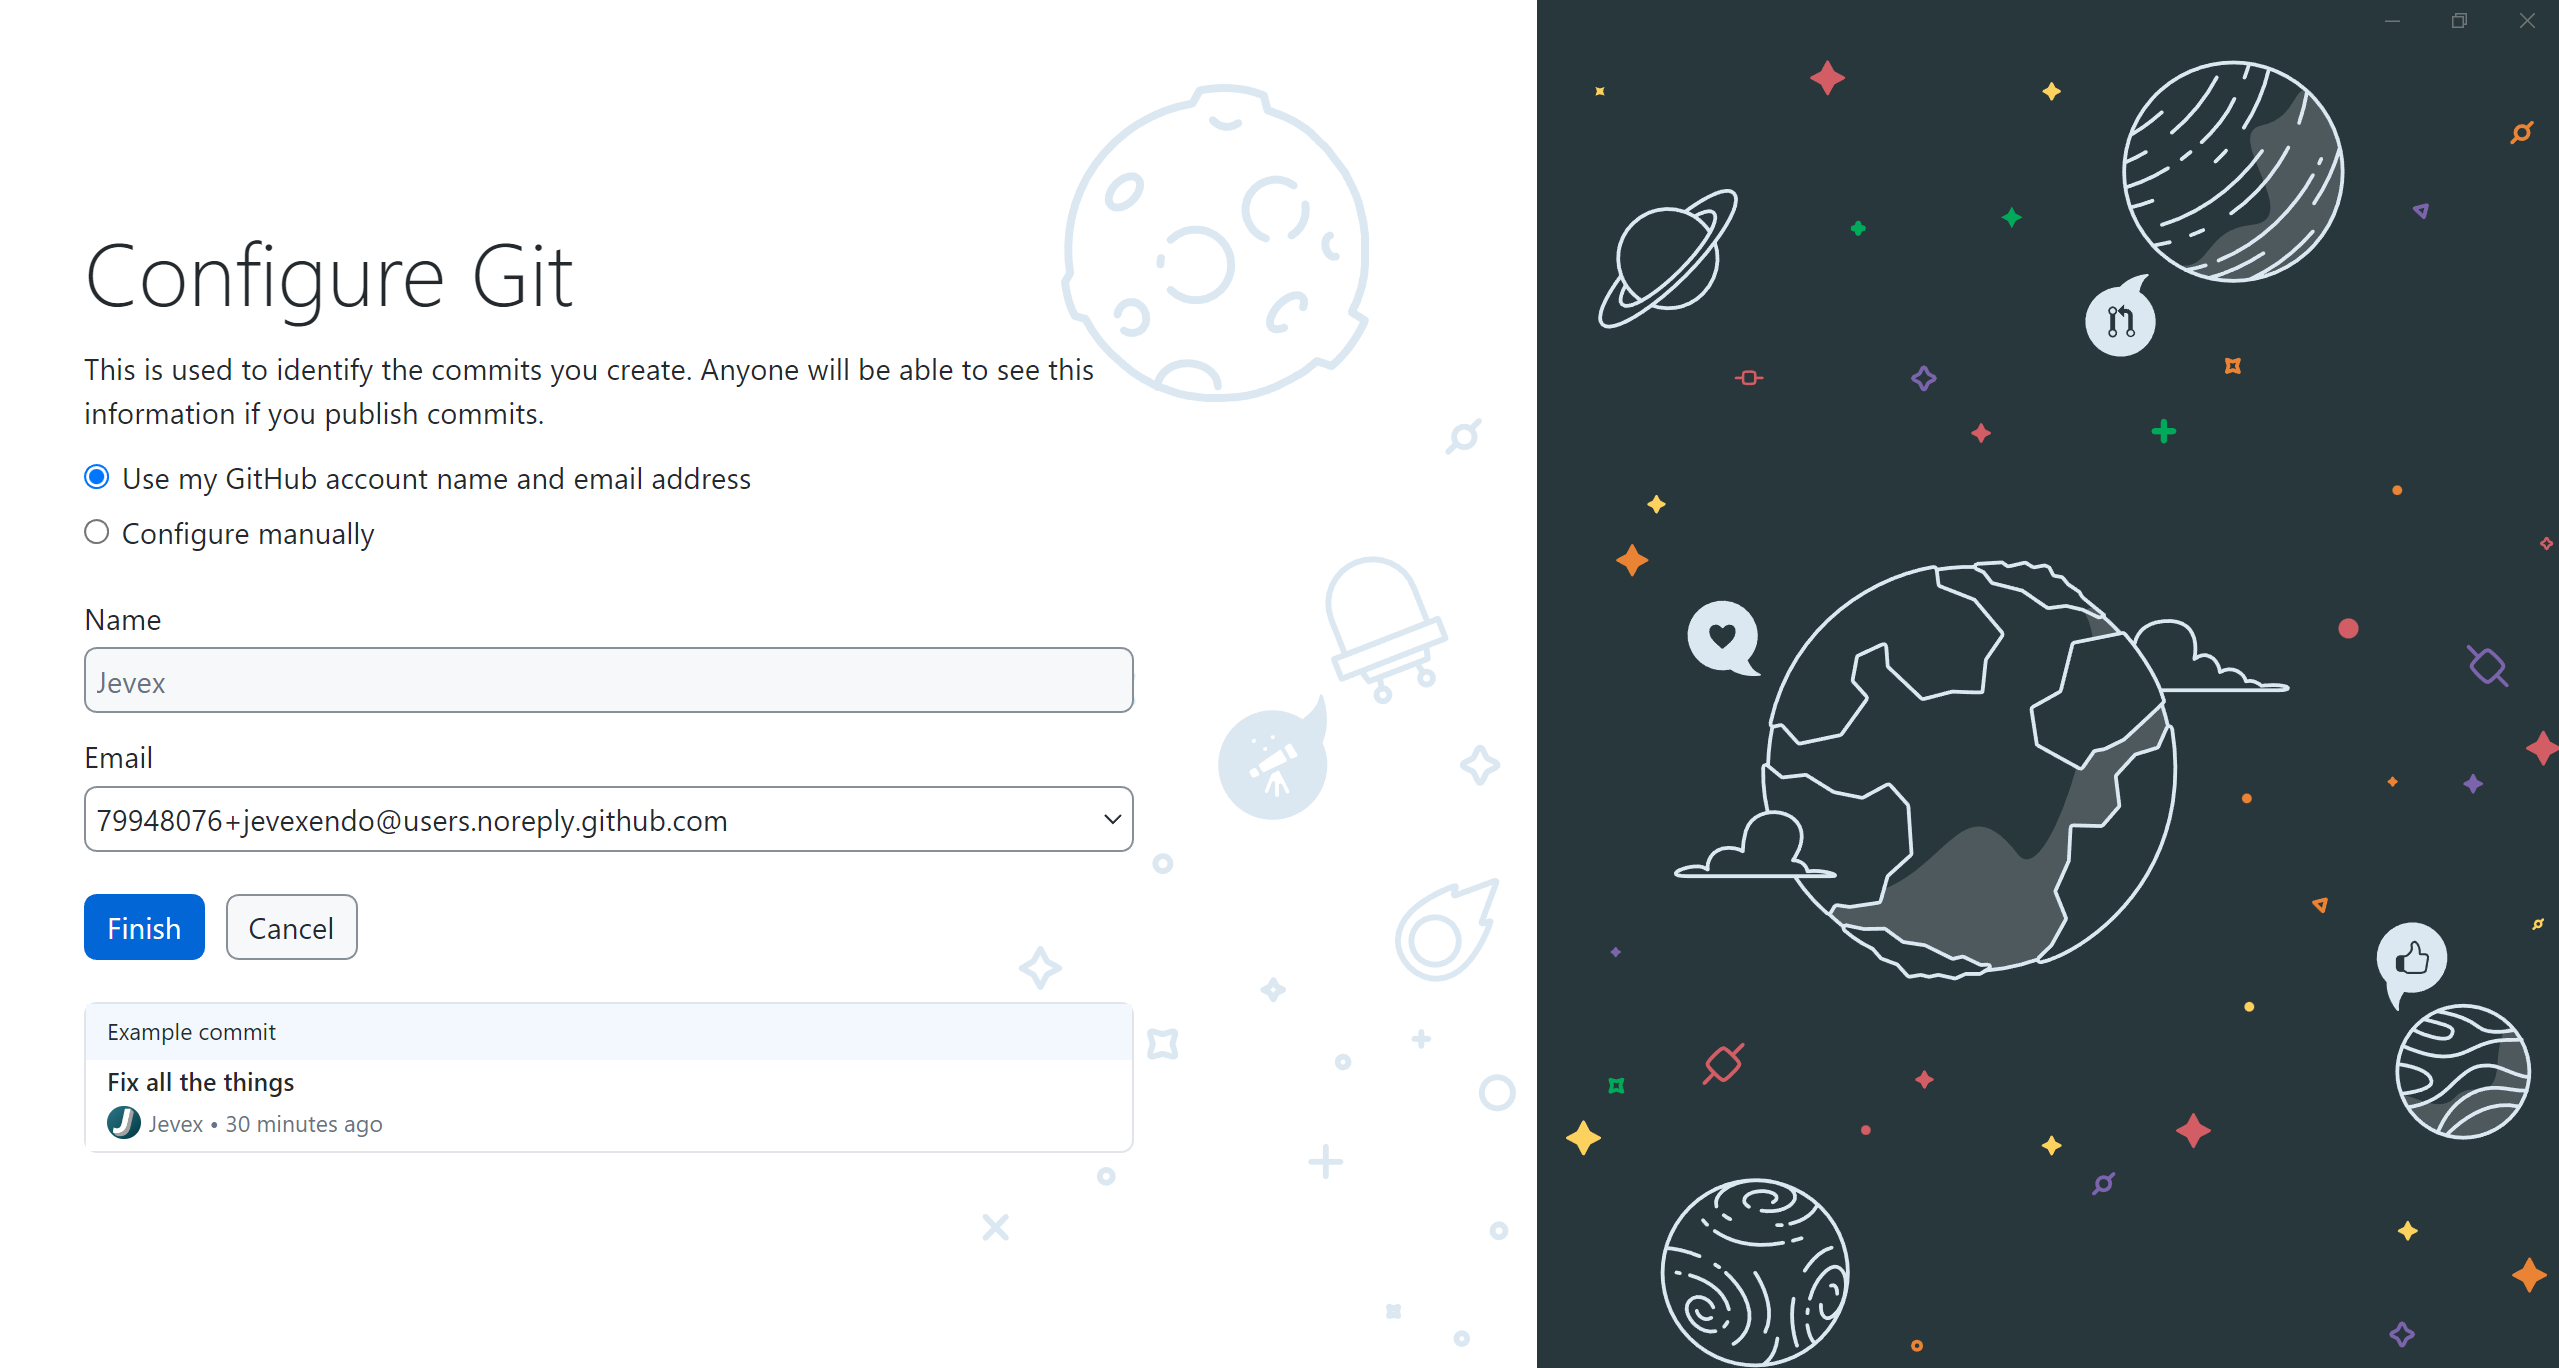 Configure Git
This is used to identify the commits you create. Anyone will be able to see this
information if you publish commits.
Use my GitHub account name and email address
Configure manually
Name
Jevex
Email
79948076+jevexendo@users.noreply.github.com
Finish Cancel
Example commit
Fix all the things
Jevex • 30 minutes ago